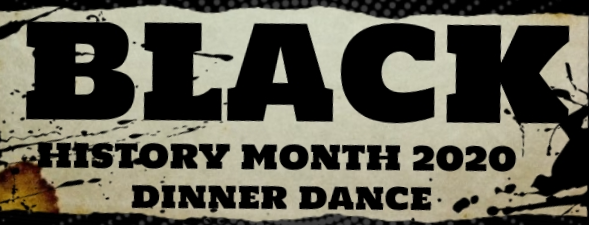 BLACK
HISTORY MONTH 2020
DINNER DANCE